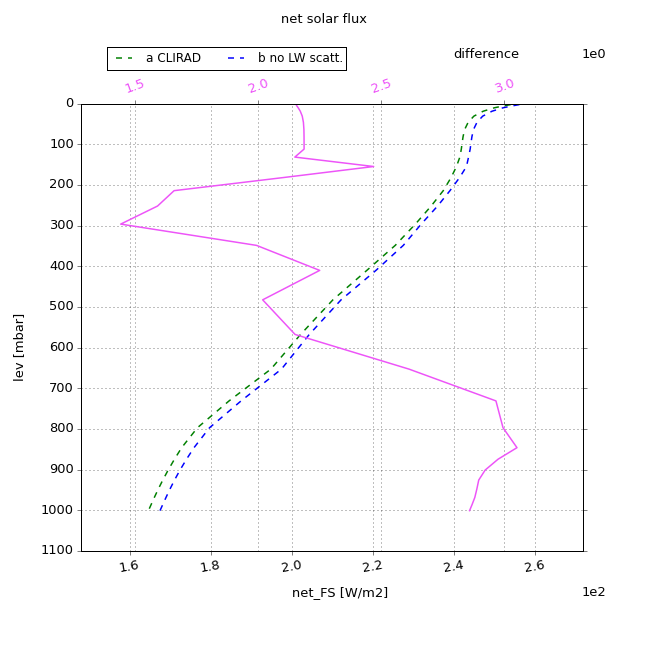 net solar flux
a CLIRAD b no LW scatt. difference 1e0
1.5 2.0 2.5 3.0
0
100
200
300
400
500
600
700
800
900
1000
1100
lev [mbar]
1.6 1.8 2.0 2.2 2.4 2.6
net_FS [W/m2] 1e2